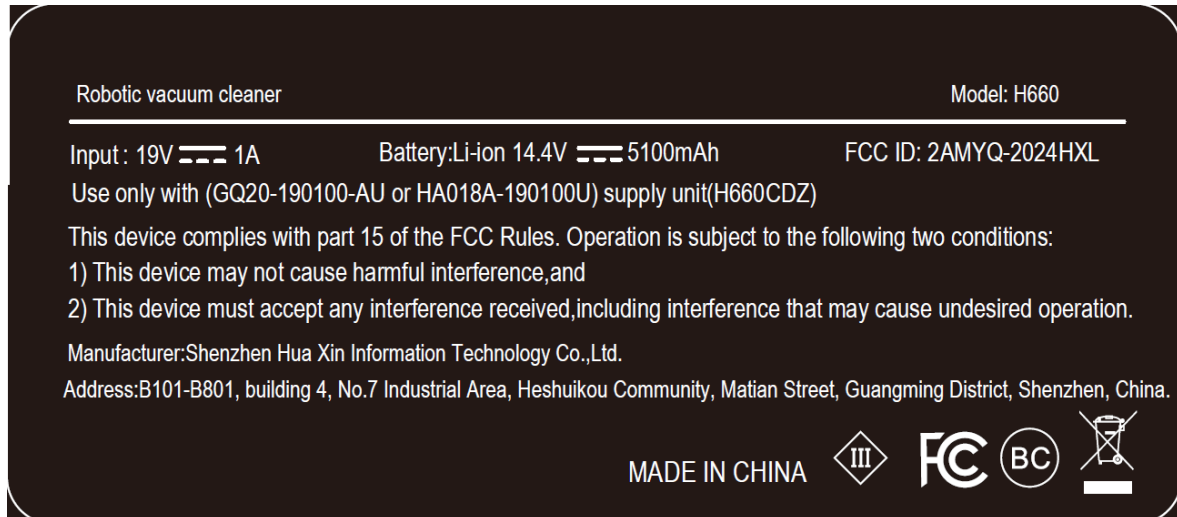 Robotic vacuum cleaner Model: H660
Input : 19V 1A Battery:Li-ion 14.4V 5100mAh FCC ID: 2AMYQ-2024HXL
Use only with (GQ20-190100-AU or HA018A-190100U) supply unit(H660CDZ)
This device complies with part 15 of the FCC Rules. Operation is subject to the following two conditions:
1) This device may not cause harmful interference,and
2) This device must accept any interference received,including interference that may cause undesired operation.
Manufacturer:Shenzhen Hua Xin Information Technology Co.,Ltd.
Address:B101-B801, building 4, No.7 Industrial Area, Heshuikou Community, Matian Street, Guangming District, Shenzhen, China.
MADE IN CHINA III FC BC